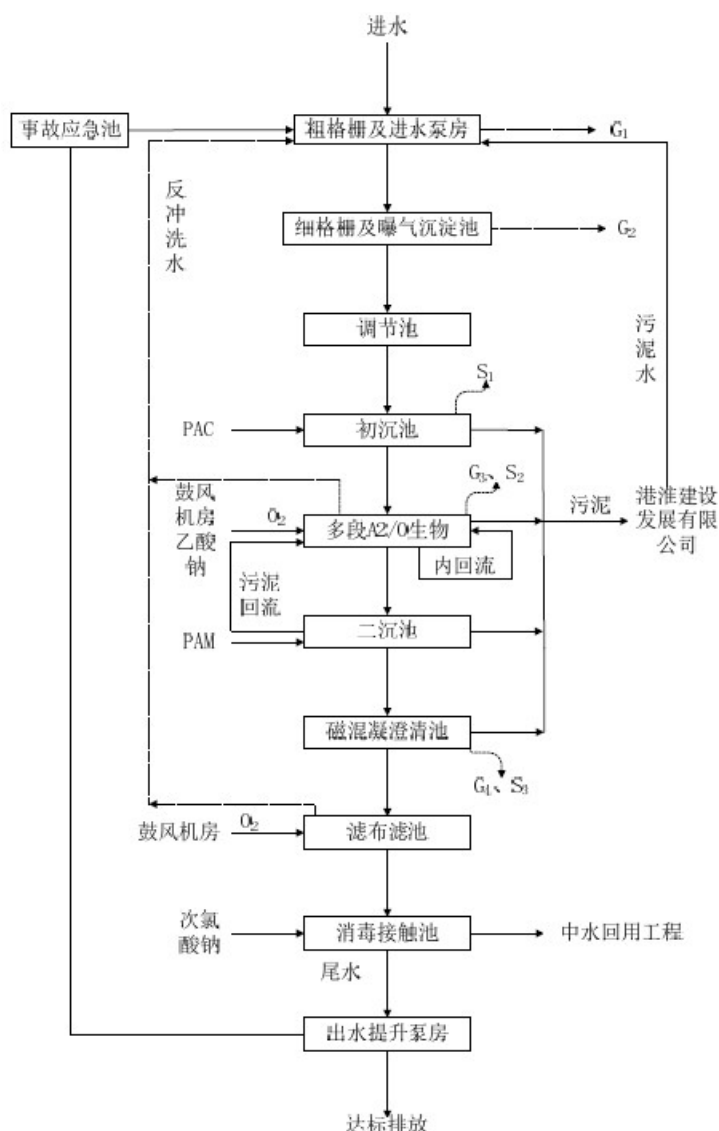 进水
事故应急池
粗格栅及进水泵房
G1
反
冲
洗
水
细格栅及曝气沉淀池
G2
调节池
污
泥
水
S1
PAC
初沉池
G3、S2
鼓风
机房
乙酸
钠
O2
多段A2/O生物
污泥
港淮建设
发展有限
公司
内回流
污泥
回流
二沉池
PAM
磁混凝澄清池
G4、S3
鼓风机房
O2
滤布滤池
次氯
酸钠
消毒接触池
中水回用工程
尾水
出水提升泵房
达标排放